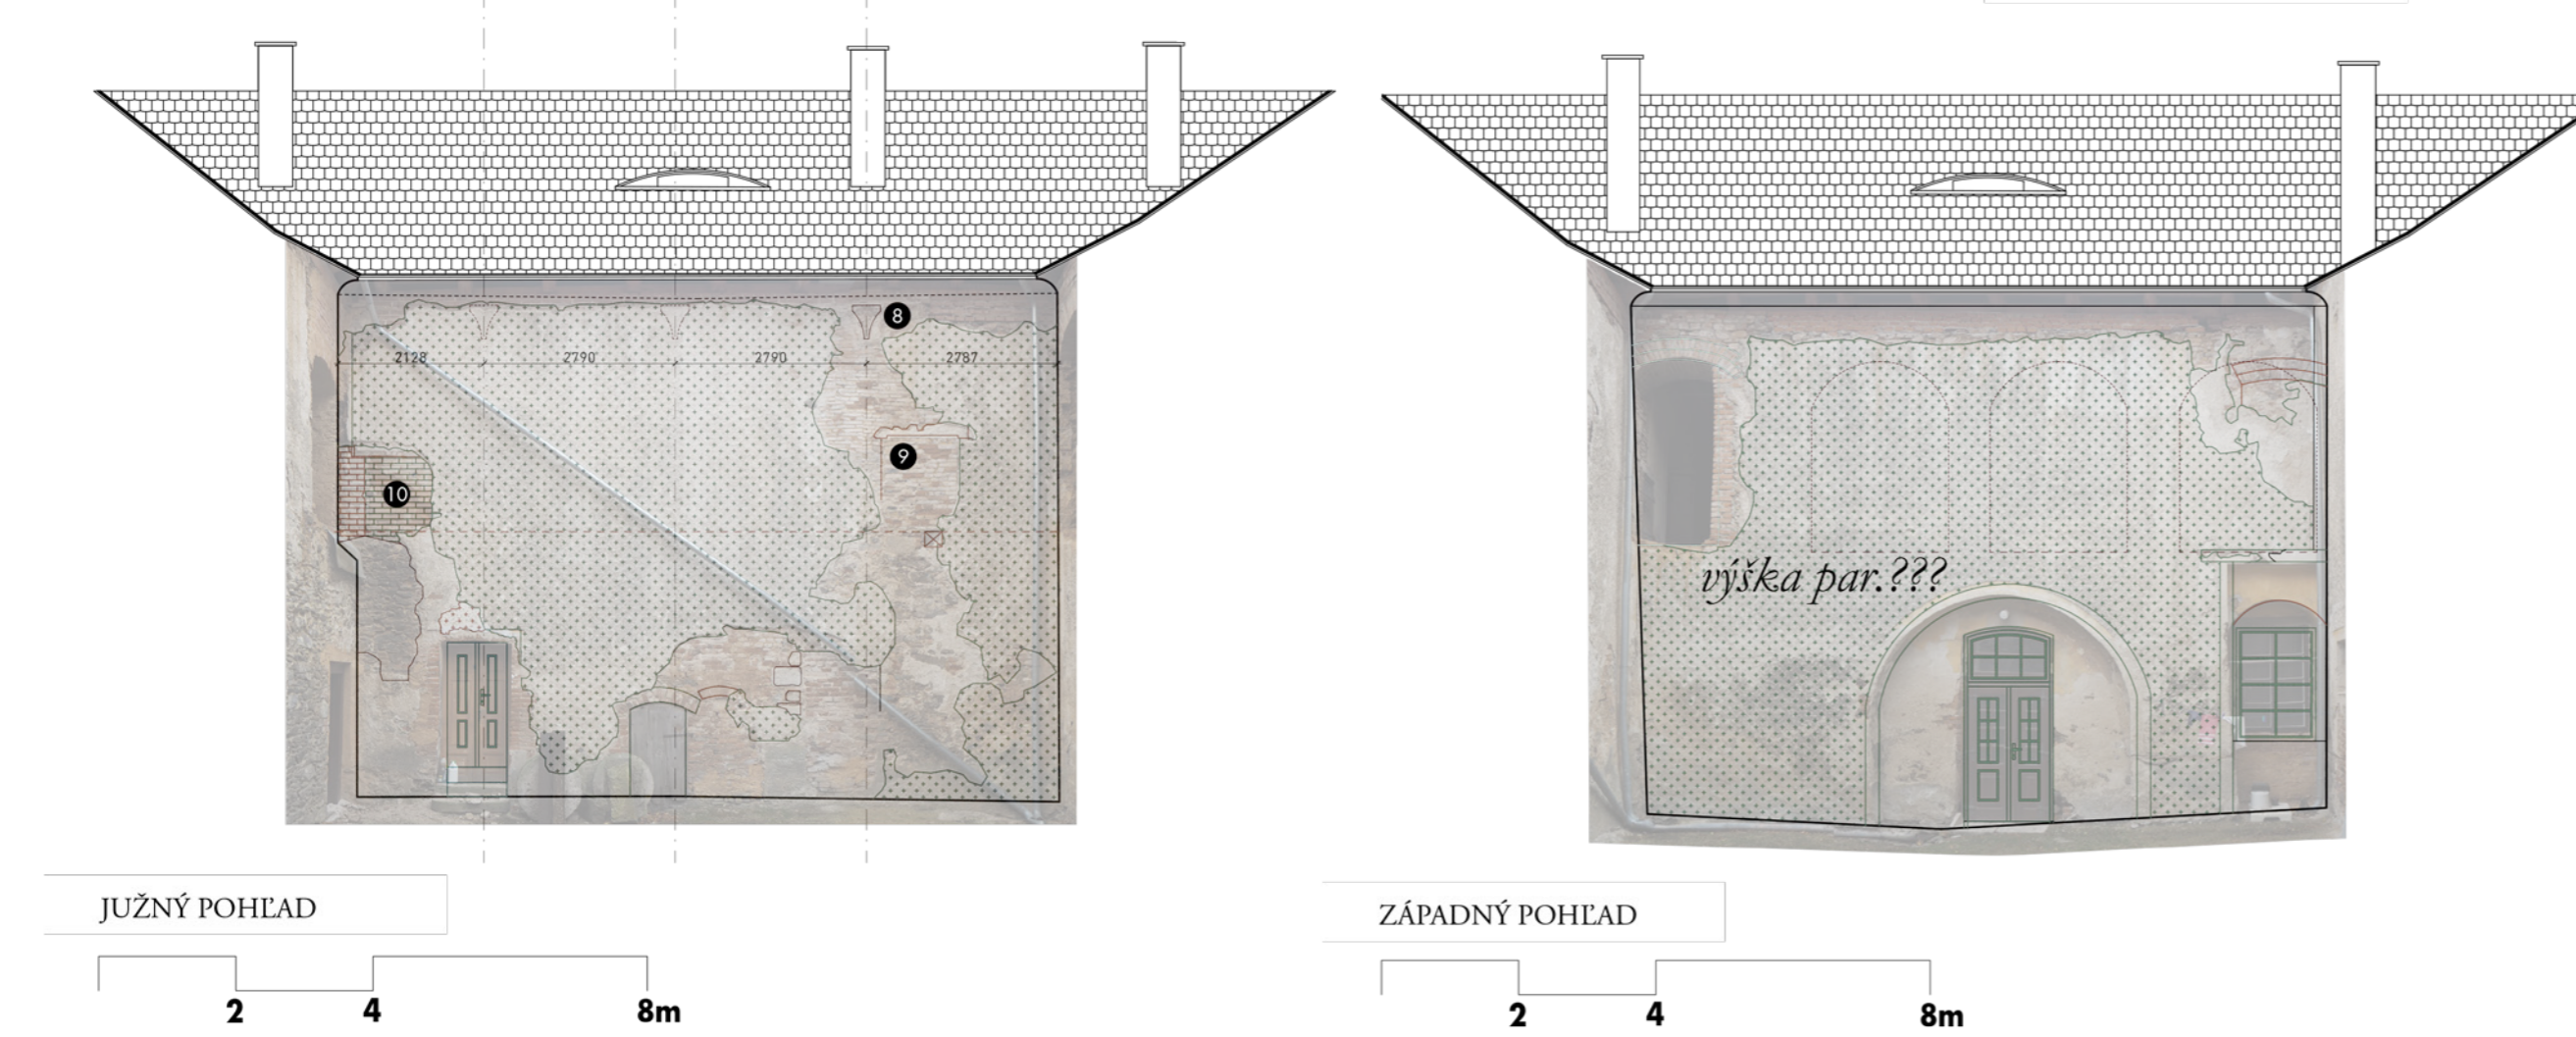 8
2128 2790 2790 2787
9
10
JUŽNÝ POHĽAD
2 4 8m
výška par.???
ZÁPADNÝ POHĽAD
2 4 8m